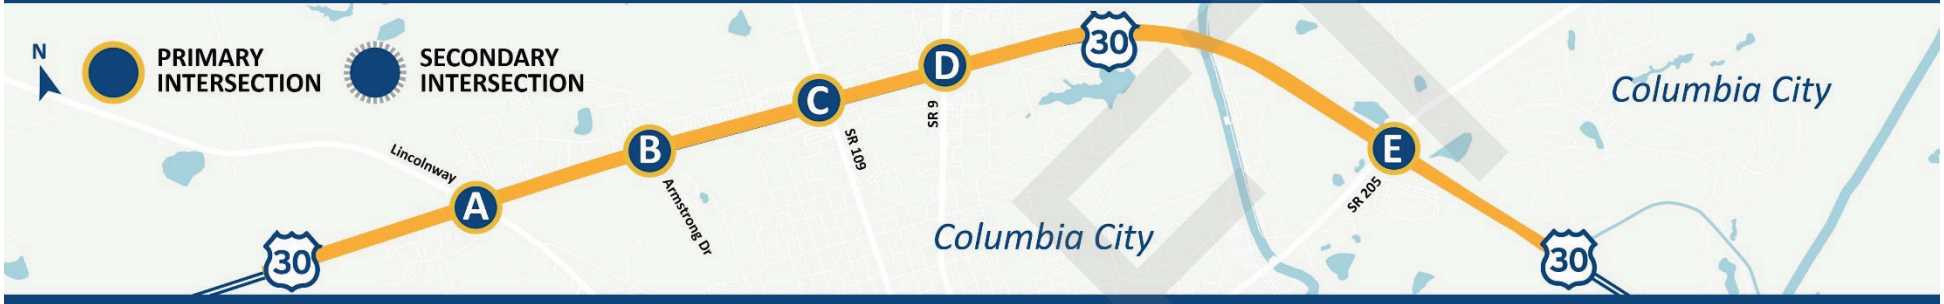 N
PRIMARY
INTERSECTION
SECONDARY
INTERSECTION
30
Lincolnway
A
B
Armstrong Dr
C
SR 109
D
SR 9
30
Columbia City
E
SR 205
Columbia City
30